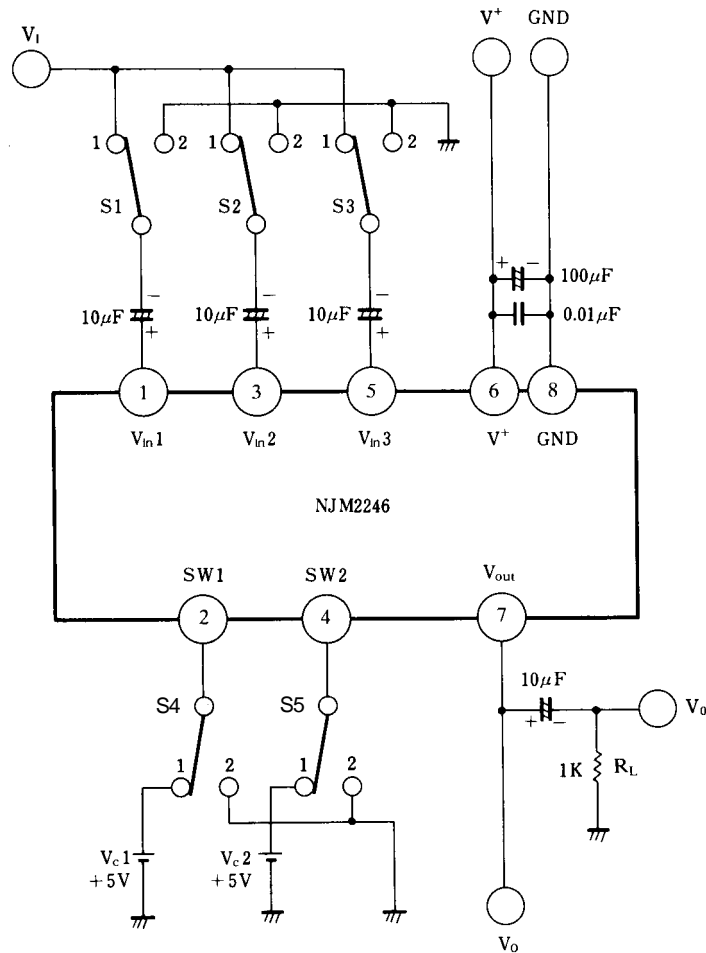 V⁺ GND
V₁
1 2 1 2 1 2
S1 S2 S3
+ − 100μF
− − −
10μF 10μF 10μF 0.01μF
+ + +
1 3 5 6 8
Vin1 Vin2 Vin3 V⁺ GND
NJM2246
SW1 SW2 Vout
2 4 7
10μF
S4 S5 + − V₀
1 2 1 2 1K RL
Vc1 Vc2
+5V +5V
V₀